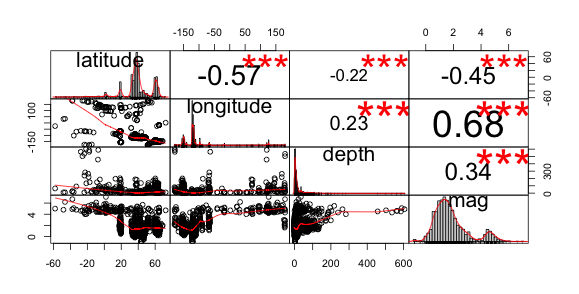 -150 -50 50 150 0 2 4 6
latitude -0.57 *** -0.22 *** -0.45 *** -60 0 40
100 -150 longitude 0.23 *** 0.68 ***
depth 0.34 *** 0 300
4 0 mag
-60 -20 20 60 0 200 400 600